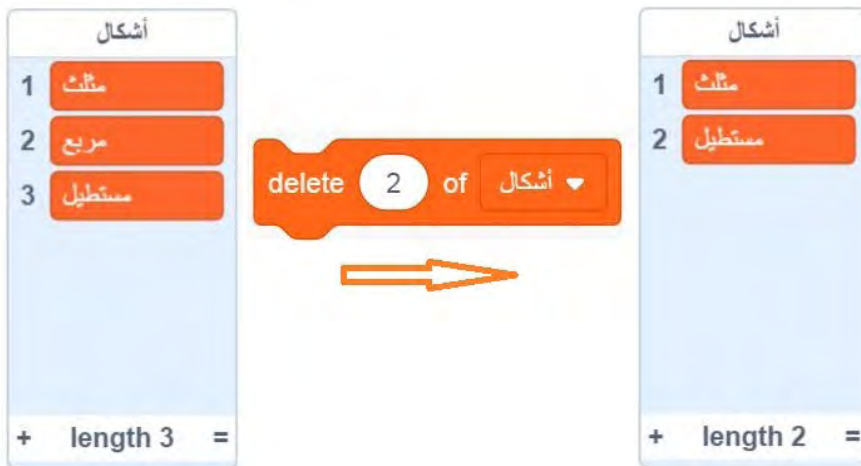 أشكال
1 مثلث
2 مربع
3 مستطيل
+ length 3 =
delete 2 of أشكال
أشكال
1 مثلث
2 مستطيل
+ length 2 =